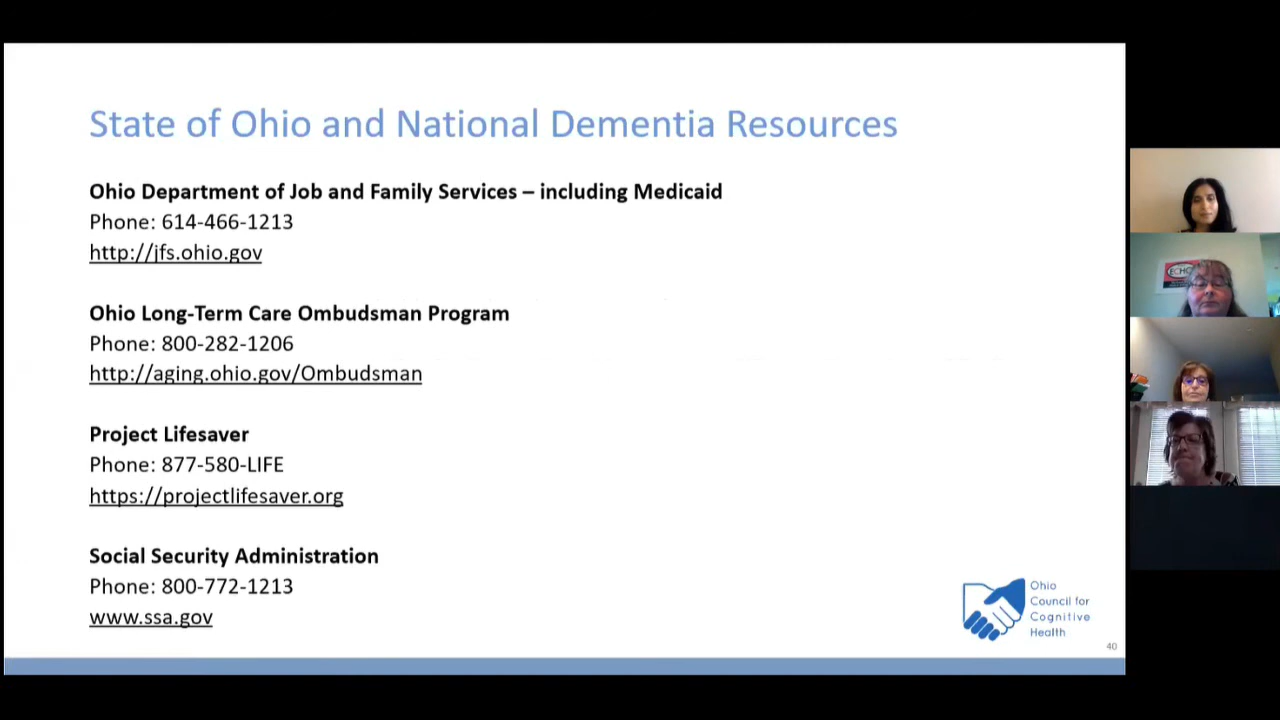 State of Ohio and National Dementia Resources
Ohio Department of Job and Family Services – including Medicaid
Phone: 614-466-1213
http://jfs.ohio.gov
Ohio Long-Term Care Ombudsman Program
Phone: 800-282-1206
http://aging.ohio.gov/Ombudsman
Project Lifesaver
Phone: 877-580-LIFE
https://projectlifesaver.org
Social Security Administration
Phone: 800-772-1213
www.ssa.gov
Ohio
Council for
Cognitive
Health
40
ECHO